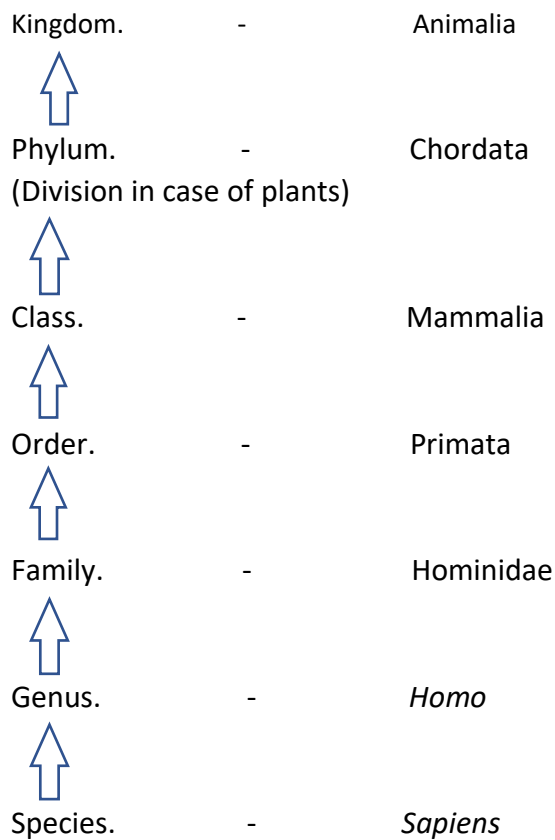 Kingdom. - Animalia
Phylum. - Chordata
(Division in case of plants)
Class. - Mammalia
Order. - Primata
Family. - Hominidae
Genus. - Homo
Species. - Sapiens